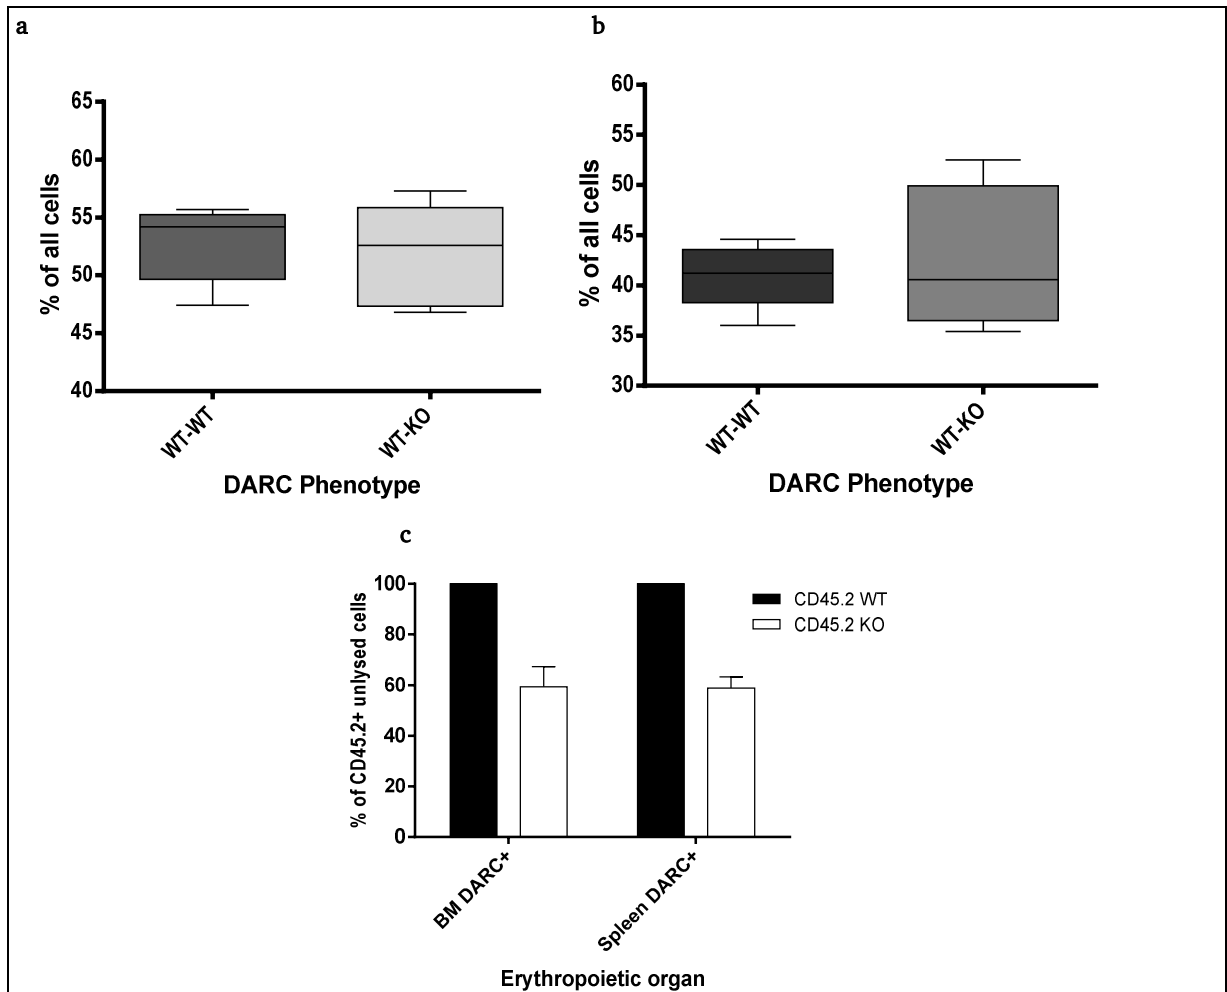 a
65
60
55
50
45
40
% of all cells
WT-WT
WT-KO
DARC Phenotype
b
60
55
50
45
40
35
30
% of all cells
WT-WT
WT-KO
DARC Phenotype
c
100
80
60
40
20
0
% of CD45.2+ unlysed cells
CD45.2 WT
CD45.2 KO
BM DARC+
Spleen DARC+
Erythropoietic organ